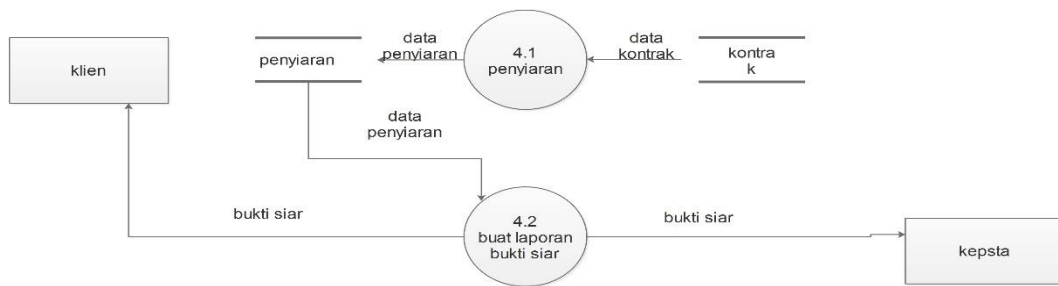 klien
penyiaran
data
penyiaran
4.1
penyiaran
data
kontrak
kontra
k
data
penyiaran
bukti siar
4.2
buat laporan
bukti siar
bukti siar
kepsta